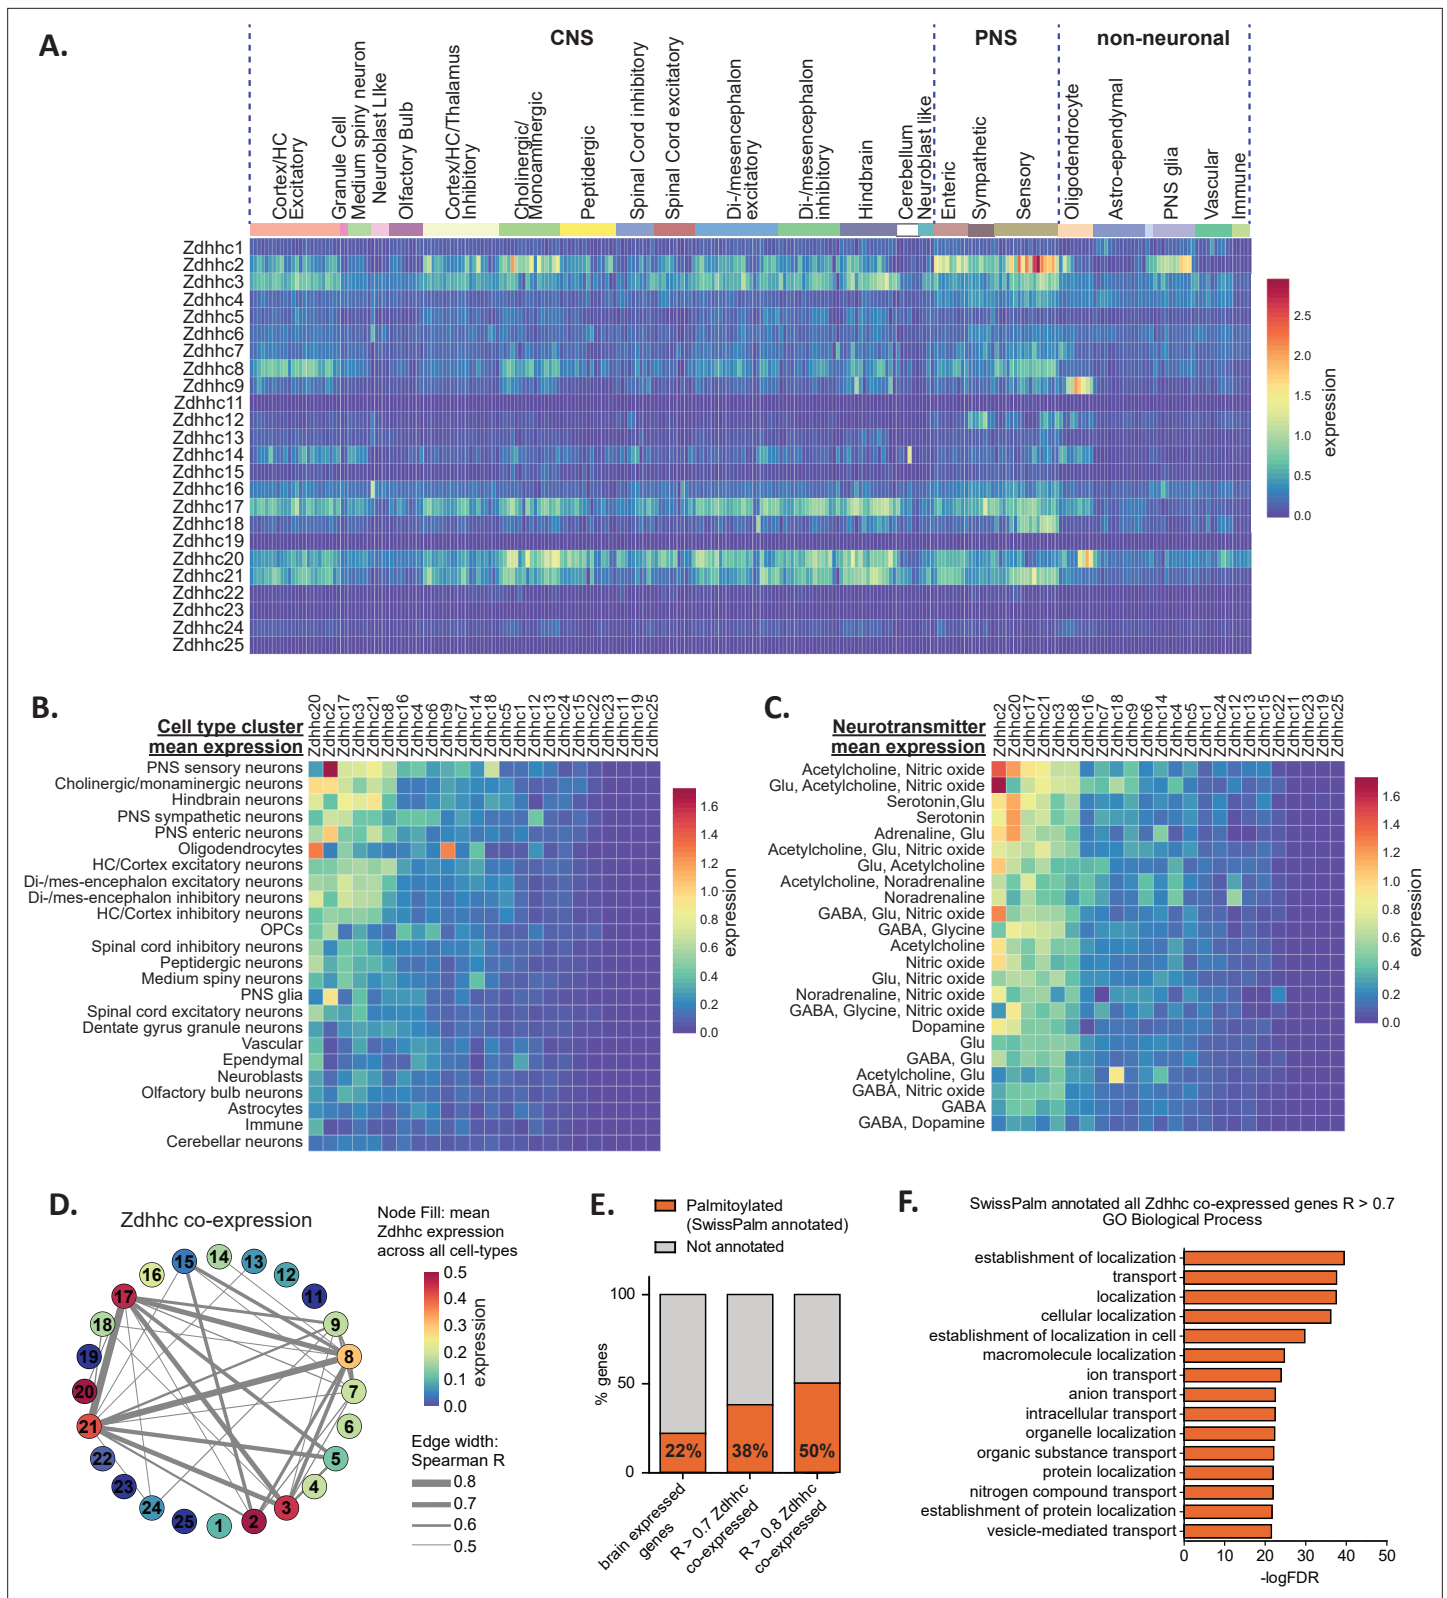 A.
CNS
PNS
non-neuronal
Cortex/HC
Excitatory
Granule Cell
Medium spiny neuron
Neuroblast LIke
Olfactory Bulb
Cortex/HC/Thalamus
Inhibitory
Cholinergic/
Monoaminergic
Peptidergic
Spinal Cord inhibitory
Spinal Cord excitatory
Di-/mesencephalon
excitatory
Di-/mesencephalon
inhibitory
Hindbrain
Cerebellum
Neuroblast like
Enteric
Sympathetic
Sensory
Oligodendrocyte
Astro-ependymal
PNS glia
Vascular
Immune
Zdhhc1
Zdhhc2
Zdhhc3
Zdhhc4
Zdhhc5
Zdhhc6
Zdhhc7
Zdhhc8
Zdhhc9
Zdhhc11
Zdhhc12
Zdhhc13
Zdhhc14
Zdhhc15
Zdhhc16
Zdhhc17
Zdhhc18
Zdhhc19
Zdhhc20
Zdhhc21
Zdhhc22
Zdhhc23
Zdhhc24
Zdhhc25
2.5
2.0
1.5
1.0
0.5
0.0
expression
B.
Cell type cluster
mean expression
Zdhhc20
Zdhhc2
Zdhhc17
Zdhhc3
Zdhhc21
Zdhhc8
Zdhhc16
Zdhhc4
Zdhhc6
Zdhhc9
Zdhhc7
Zdhhc14
Zdhhc18
Zdhhc5
Zdhhc1
Zdhhc12
Zdhhc13
Zdhhc24
Zdhhc15
Zdhhc22
Zdhhc23
Zdhhc11
Zdhhc19
Zdhhc25
PNS sensory neurons
Cholinergic/monaminergic neurons
Hindbrain neurons
PNS sympathetic neurons
PNS enteric neurons
Oligodendrocytes
HC/Cortex excitatory neurons
Di-/mes-encephalon excitatory neurons
Di-/mes-encephalon inhibitory neurons
HC/Cortex inhibitory neurons
OPCs
Spinal cord inhibitory neurons
Peptidergic neurons
Medium spiny neurons
PNS glia
Spinal cord excitatory neurons
Dentate gyrus granule neurons
Vascular
Ependymal
Neuroblasts
Olfactory bulb neurons
Astrocytes
Immune
Cerebellar neurons
1.6
1.4
1.2
1.0
0.8
0.6
0.4
0.2
0.0
expression
C.
Neurotransmitter
mean expression
Zdhhc2
Zdhhc20
Zdhhc17
Zdhhc21
Zdhhc3
Zdhhc8
Zdhhc16
Zdhhc7
Zdhhc18
Zdhhc9
Zdhhc6
Zdhhc14
Zdhhc4
Zdhhc5
Zdhhc1
Zdhhc24
Zdhhc12
Zdhhc13
Zdhhc15
Zdhhc22
Zdhhc11
Zdhhc23
Zdhhc19
Zdhhc25
Acetylcholine, Nitric oxide
Glu, Acetylcholine, Nitric oxide
Serotonin,Glu
Serotonin
Adrenaline, Glu
Acetylcholine, Glu, Nitric oxide
Glu, Acetylcholine
Acetylcholine, Noradrenaline
Noradrenaline
GABA, Glu, Nitric oxide
GABA, Glycine
Acetylcholine
Nitric oxide
Glu, Nitric oxide
Noradrenaline, Nitric oxide
GABA, Glycine, Nitric oxide
Dopamine
Glu
GABA, Glu
Acetylcholine, Glu
GABA, Nitric oxide
GABA
GABA, Dopamine
1.6
1.4
1.2
1.0
0.8
0.6
0.4
0.2
0.0
expression
D.
Zdhhc co-expression
14
13
12
11
9
8
7
6
5
4
3
2
1
25
24
23
22
21
20
19
18
17
16
15
Node Fill: mean
Zdhhc expression
across all cell-types
0.5
0.4
0.3
0.2
0.1
0.0
expression
Edge width:
Spearman R
0.8
0.7
0.6
0.5
E.
Palmitoylated
(SwissPalm annotated)
Not annotated
100
50
0
% genes
22%
38%
50%
brain expressed
genes
R > 0.7 Zdhhc
co-expressed
R > 0.8 Zdhhc
co-expressed
F.
SwissPalm annotated all Zdhhc co-expressed genes R > 0.7
GO Biological Process
establishment of localization
transport
localization
cellular localization
establishment of localization in cell
macromolecule localization
ion transport
anion transport
intracellular transport
organelle localization
organic substance transport
protein localization
nitrogen compound transport
establishment of protein localization
vesicle-mediated transport
0 10 20 30 40 50
-logFDR